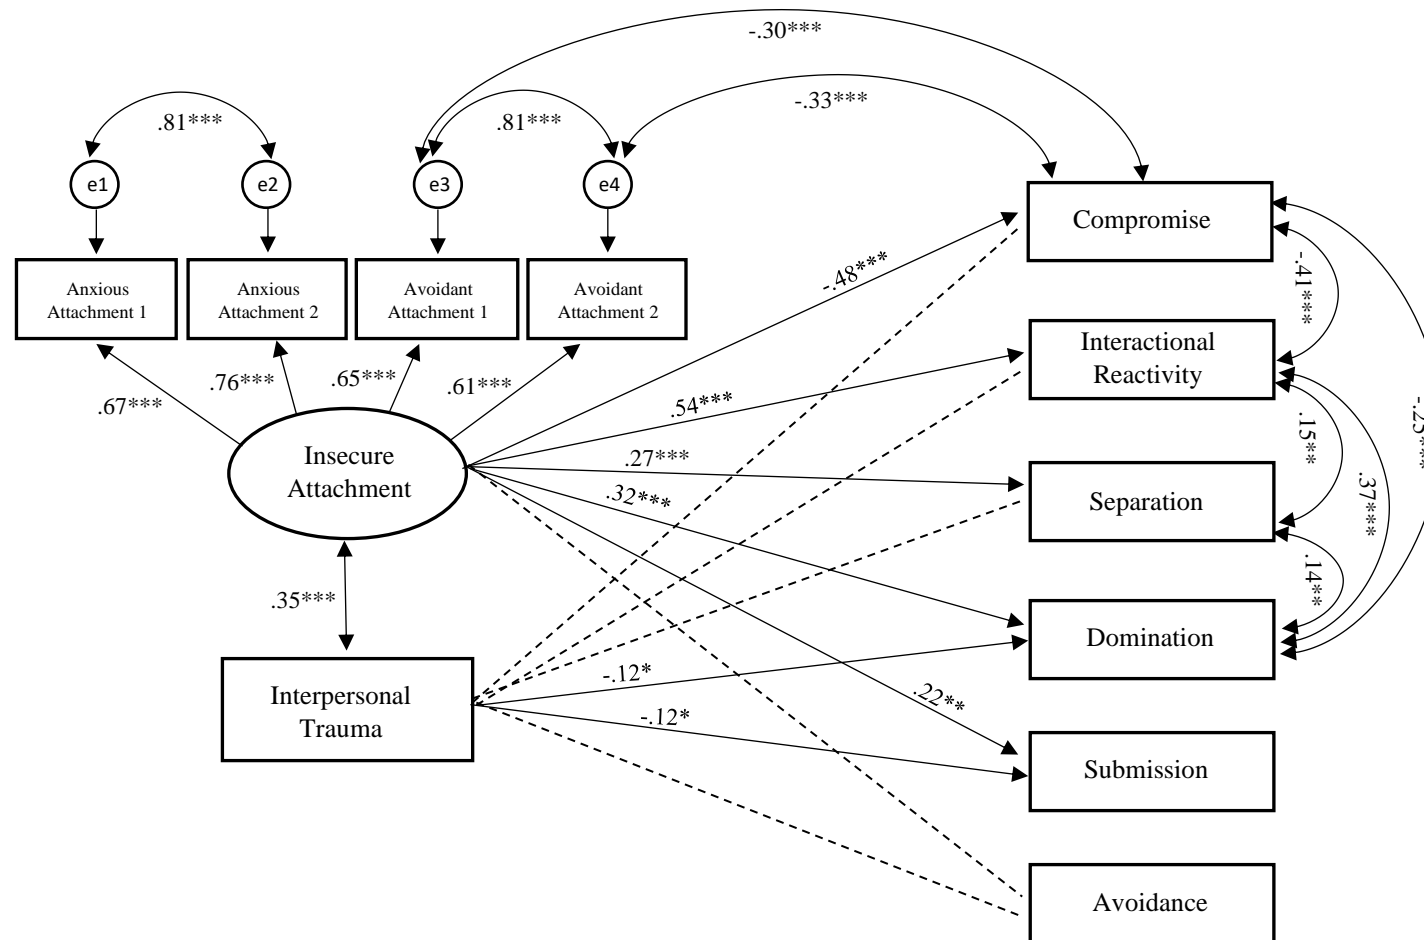 -.30***
-.33***
.81***
.81***
e1
e2
e3
e4
Compromise
Anxious
Attachment 1
Anxious
Attachment 2
Avoidant
Attachment 1
Avoidant
Attachment 2
-.48***
-.41***
Interactional
Reactivity
.67***
.76***
.65***
.61***
.54***
-.25***
.15**
Insecure
Attachment
.27***
.32***
Separation
.37***
.14**
.35***
Domination
Interpersonal
Trauma
-.12*
-.12*
.22**
Submission
Avoidance